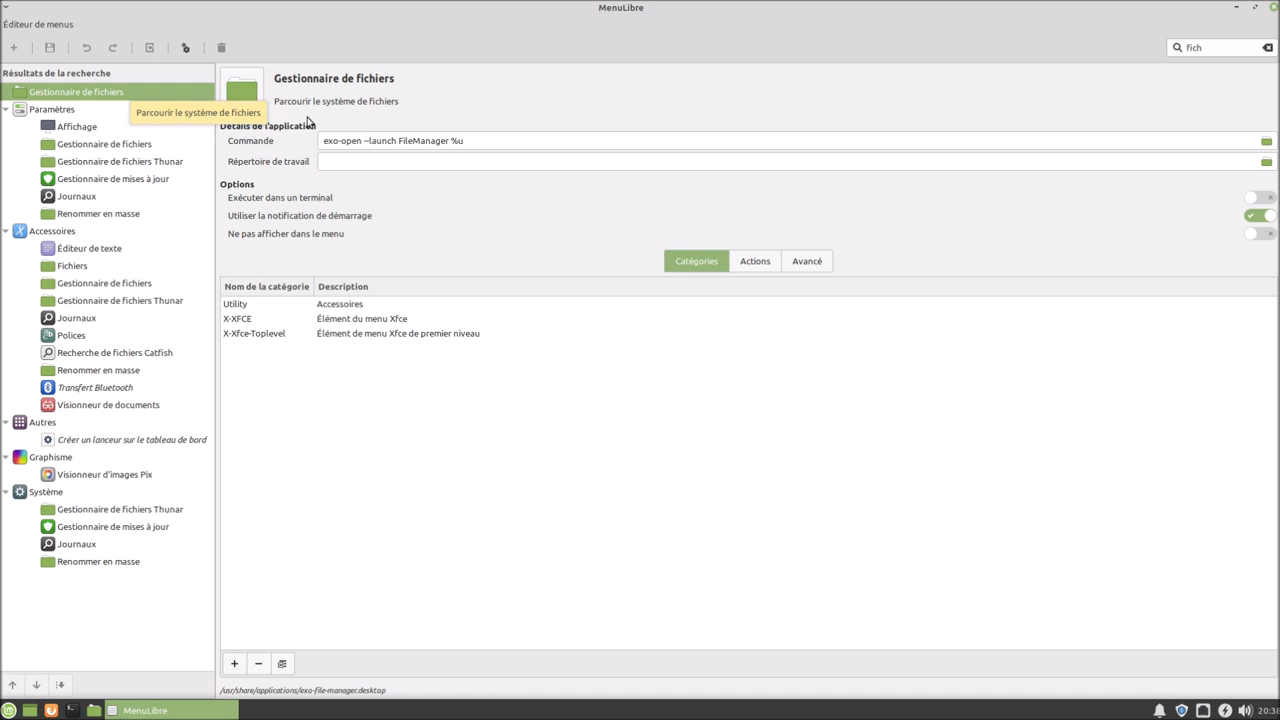 MenuLibre
Éditeur de menus
fich
Résultats de la recherche
Gestionnaire de fichiers
Paramètres
Affichage
Gestionnaire de fichiers
Gestionnaire de fichiers Thunar
Gestionnaire de mises à jour
Journaux
Renommer en masse
Accessoires
Éditeur de texte
Fichiers
Gestionnaire de fichiers
Gestionnaire de fichiers Thunar
Journaux
Polices
Recherche de fichiers Catfish
Renommer en masse
Transfert Bluetooth
Visionneur de documents
Autres
Créer un lanceur sur le tableau de bord
Graphisme
Visionneur d'images Pix
Système
Gestionnaire de fichiers Thunar
Gestionnaire de mises à jour
Journaux
Renommer en masse
Parcourir le système de fichiers
Gestionnaire de fichiers
Parcourir le système de fichiers
Détails de l'application
Commande exo-open --launch FileManager %u
Répertoire de travail
Options
Exécuter dans un terminal
Utiliser la notification de démarrage
Ne pas afficher dans le menu
Catégories Actions Avancé
Nom de la catégorie Description
Utility Accessoires
X-XFCE Élément du menu Xfce
X-Xfce-Toplevel Élément de menu Xfce de premier niveau
/usr/share/applications/exo-file-manager.desktop
MenuLibre